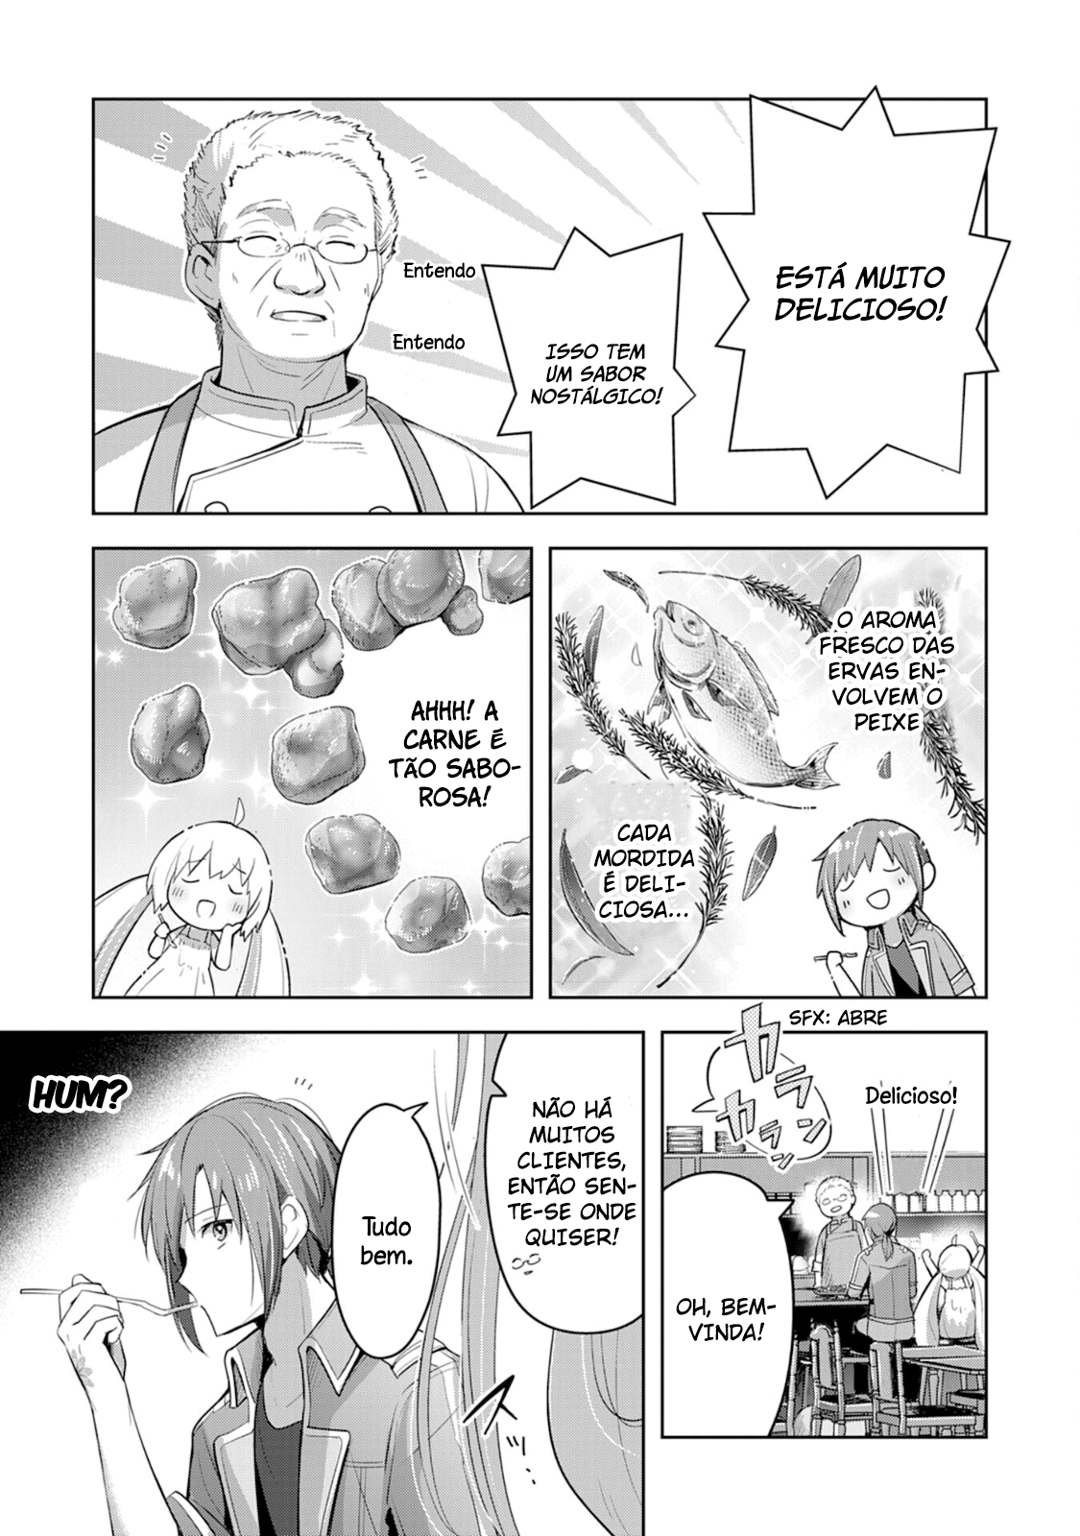 ESTÁ MUITO
DELICIOSO!
ISSO TEM
UM SABOR
NOSTÁLGICO!
Entendo
Entendo
O AROMA
FRESCO DAS
ERVAS EN-
VOLVEM O
PEIXE
CADA
MORDIDA
É DELI-
CIOSA...
AHHH! A
CARNE É
TÃO SABO-
ROSA!
SFX: ABRE
カラ
カラン
Delicioso!
OH, BEM-
VINDA!
NÃO HÁ
MUITOS
CLIENTES,
ENTÃO SEN-
TE-SE ONDE
QUISER!
Tudo
bem.
HUM?